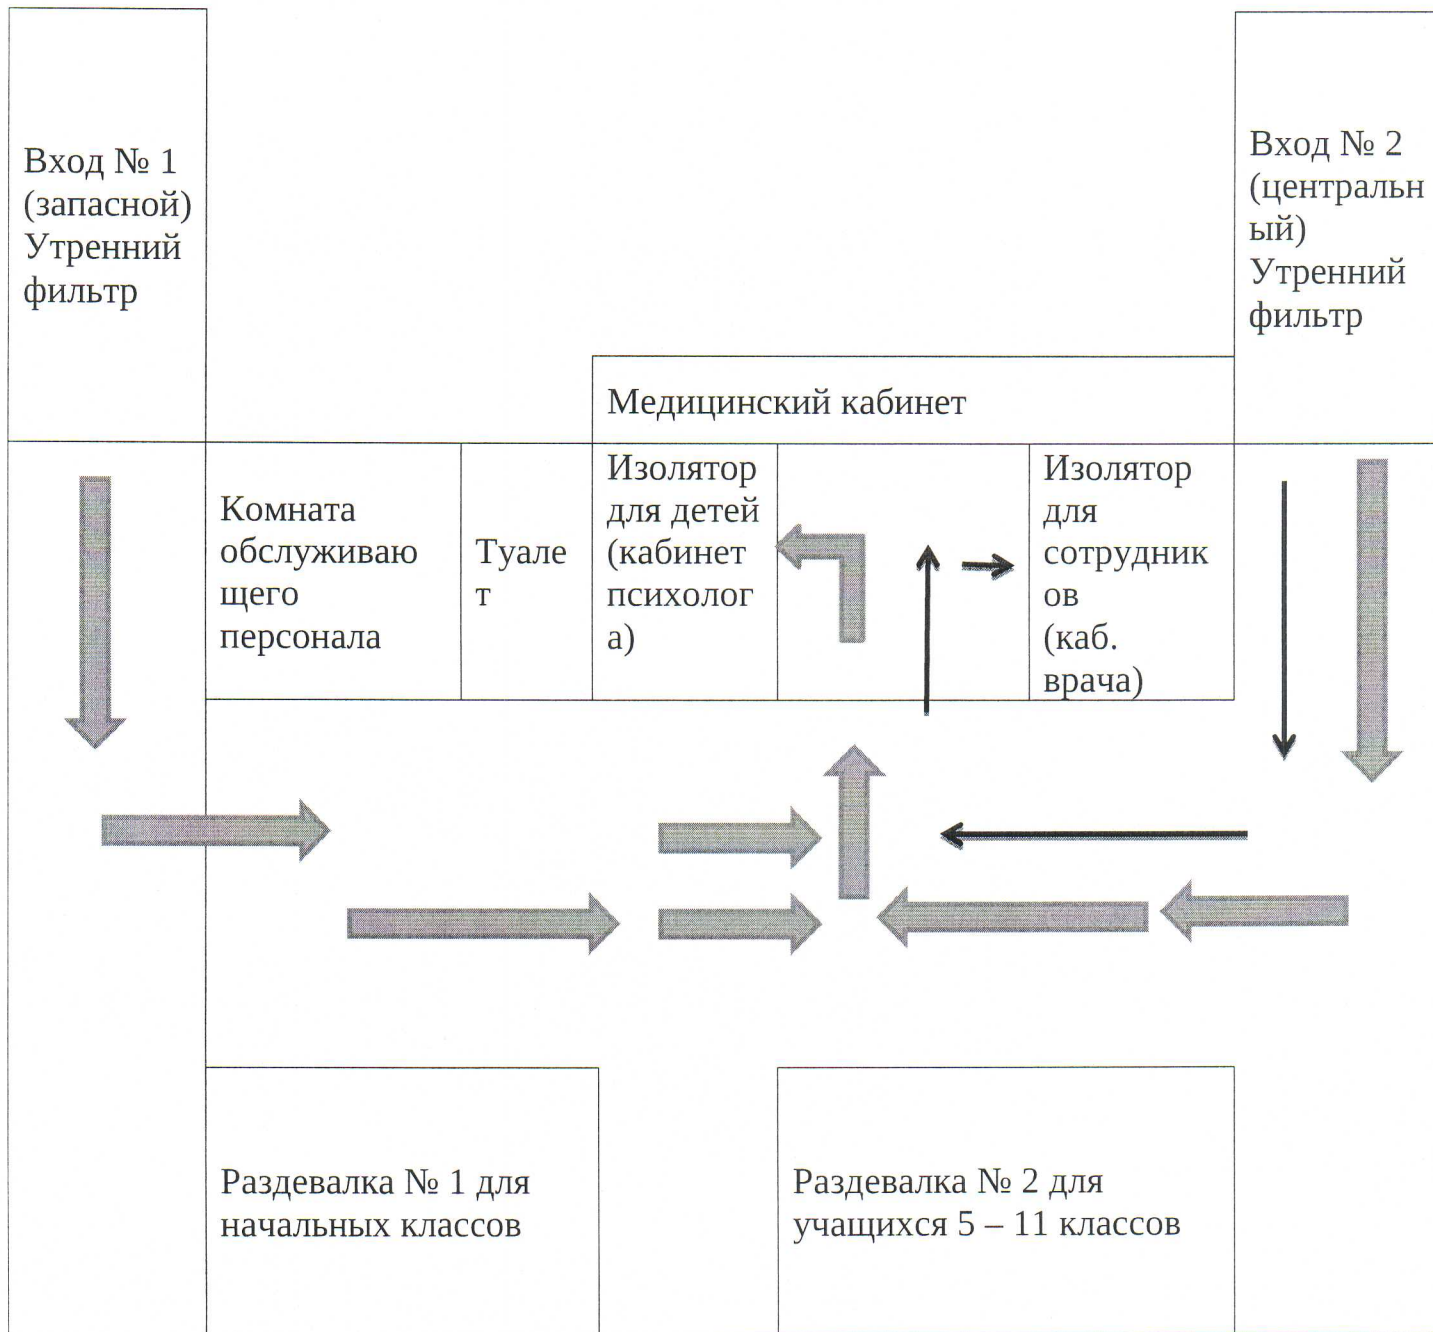 Вход № 1
(запасной)
Утренний
фильтр
Вход № 2
(центральн
ый)
Утренний
фильтр
Медицинский кабинет
Комната
обслуживаю
щего
персонала
Туале
т
Изолятор
для детей
(кабинет
психолог
а)
Изолятор
для
сотрудник
ов
(каб.
врача)
Раздевалка № 1 для
начальных классов
Раздевалка № 2 для
учащихся 5 – 11 классов